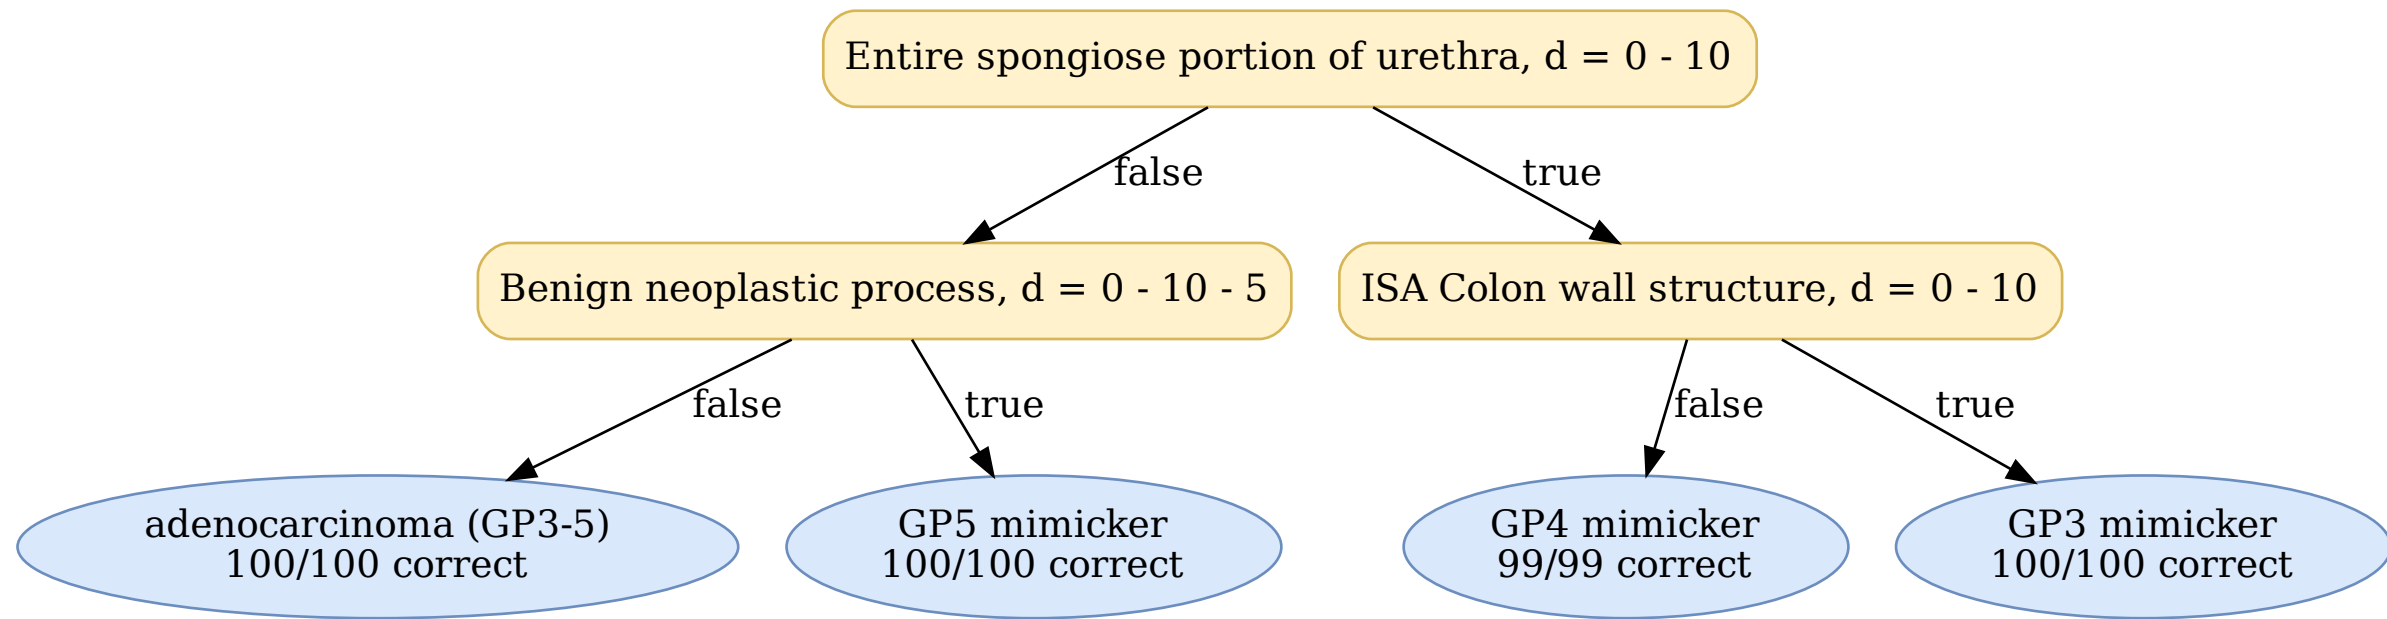 Entire spongiose portion of urethra, d = 0 - 10
false
true
Benign neoplastic process, d = 0 - 10 - 5
ISA Colon wall structure, d = 0 - 10
false
true
false
true
adenocarcinoma (GP3-5)
100/100 correct
GP5 mimicker
100/100 correct
GP4 mimicker
99/99 correct
GP3 mimicker
100/100 correct